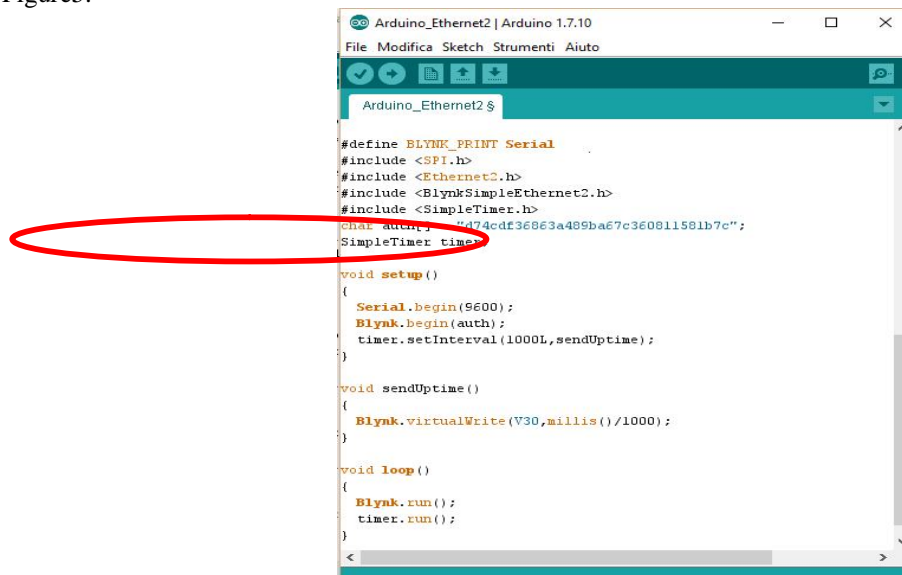 Arduino_Ethernet2 | Arduino 1.7.10
File Modifica Sketch Strumenti Aiuto
Arduino_Ethernet2 §
#define BLYNK_PRINT Serial
#include <SPI.h>
#include <Ethernet2.h>
#include <BlynkSimpleEthernet2.h>
#include <SimpleTimer.h>
char auth[] "d74cdf36863a489ba67c360811581b7c";
SimpleTimer timer
void setup()
{
Serial.begin(9600);
Blynk.begin(auth);
timer.setInterval(1000L,sendUptime);
}
void sendUptime()
{
Blynk.virtualWrite(V30,millis()/1000);
}
void loop()
{
Blynk.run();
timer.run();
}